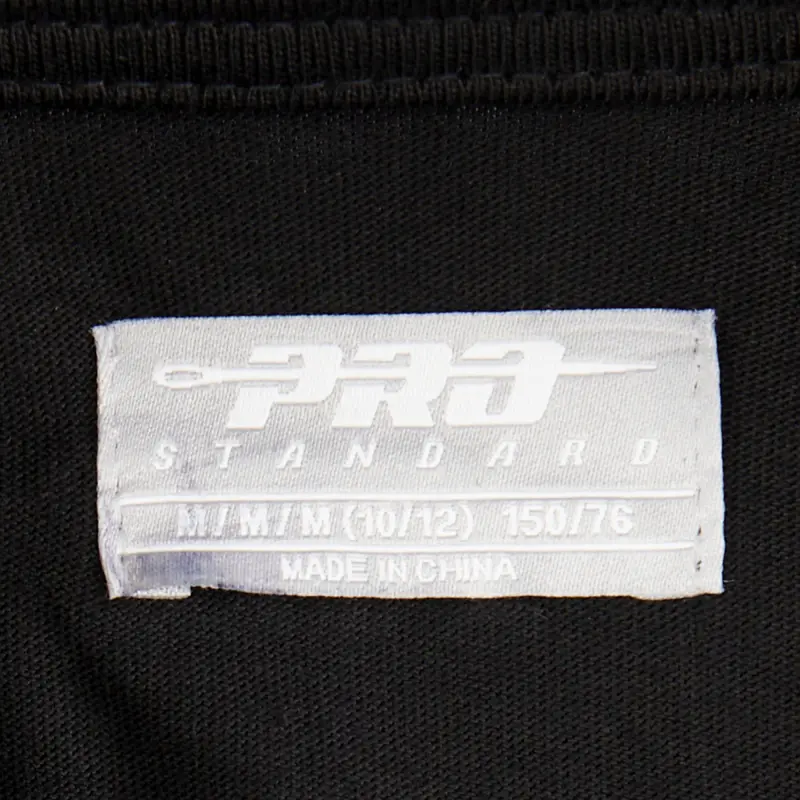 PRO
STANDARD
M/M/M (10/12) 150/76
MADE IN CHINA